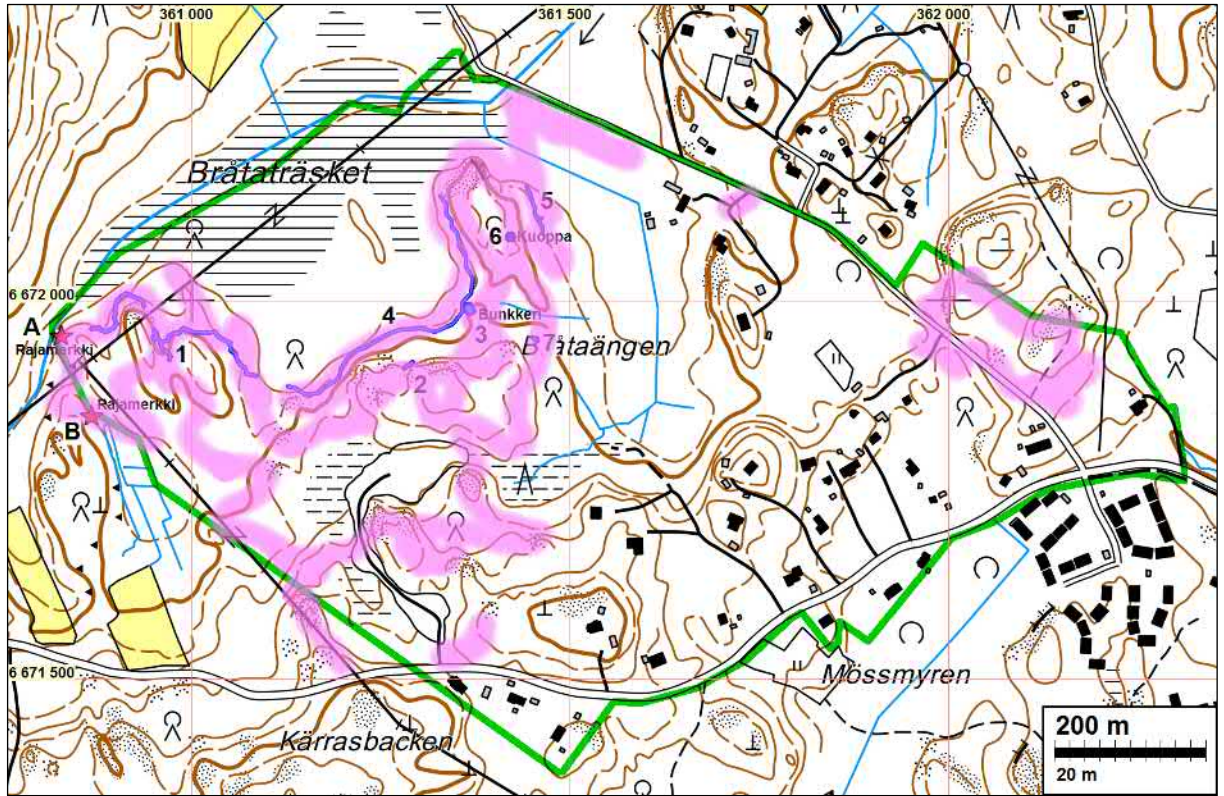 361 000
361 500
362 000
Bråtaträsket
5
6
Kuoppa
6 672 000
A
Rajamerkki
4
Bunkkeri
3
1
Bråtaängen
7
2
Rajamerkki
B
6 671 500
Mössmyren
Kärrasbacken
200 m
20 m